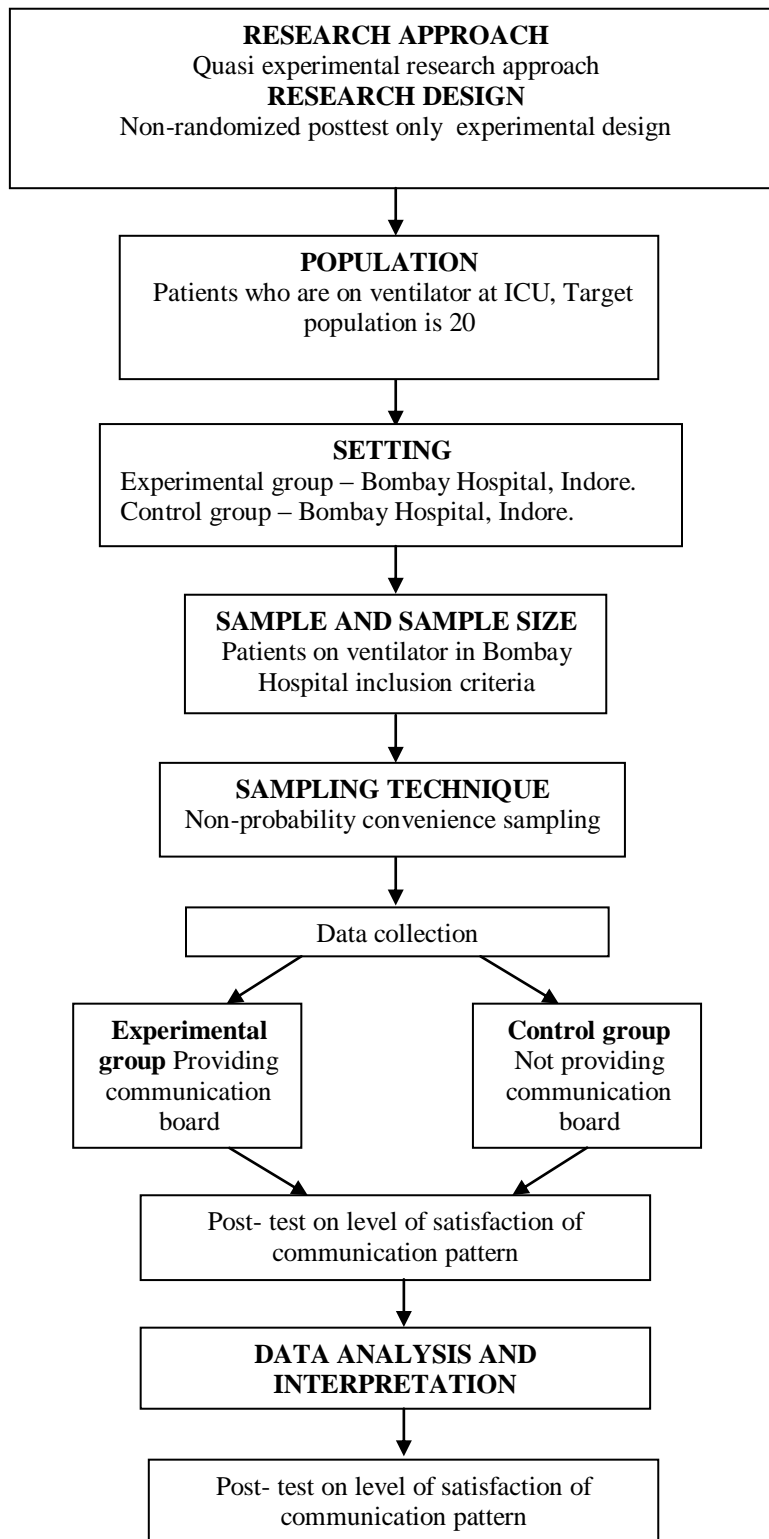 RESEARCH APPROACH
Quasi experimental research approach
RESEARCH DESIGN
Non-randomized posttest only experimental design
POPULATION
Patients who are on ventilator at ICU, Target
population is 20
SETTING
Experimental group – Bombay Hospital, Indore.
Control group – Bombay Hospital, Indore.
SAMPLE AND SAMPLE SIZE
Patients on ventilator in Bombay
Hospital inclusion criteria
SAMPLING TECHNIQUE
Non-probability convenience sampling
Data collection
Experimental
group Providing
communication
board
Control group
Not providing
communication
board
Post- test on level of satisfaction of
communication pattern
DATA ANALYSIS AND
INTERPRETATION
Post- test on level of satisfaction of
communication pattern